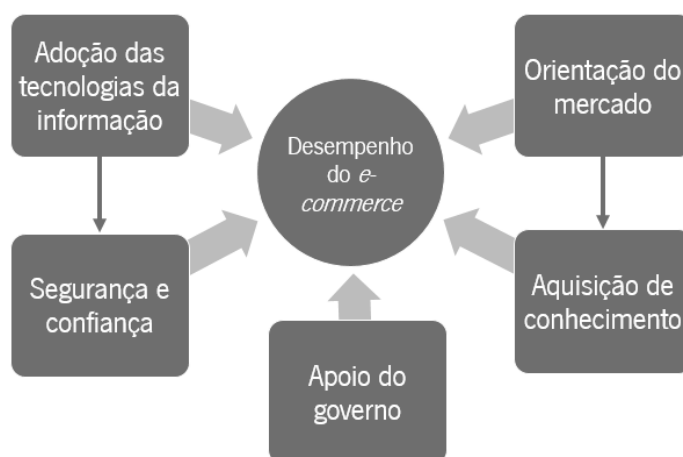 Adoção das
tecnologias da
informação
Orientação do
mercado
Desempenho
do e-
commerce
Segurança e
confiança
Aquisição de
conhecimento
Apoio do
governo